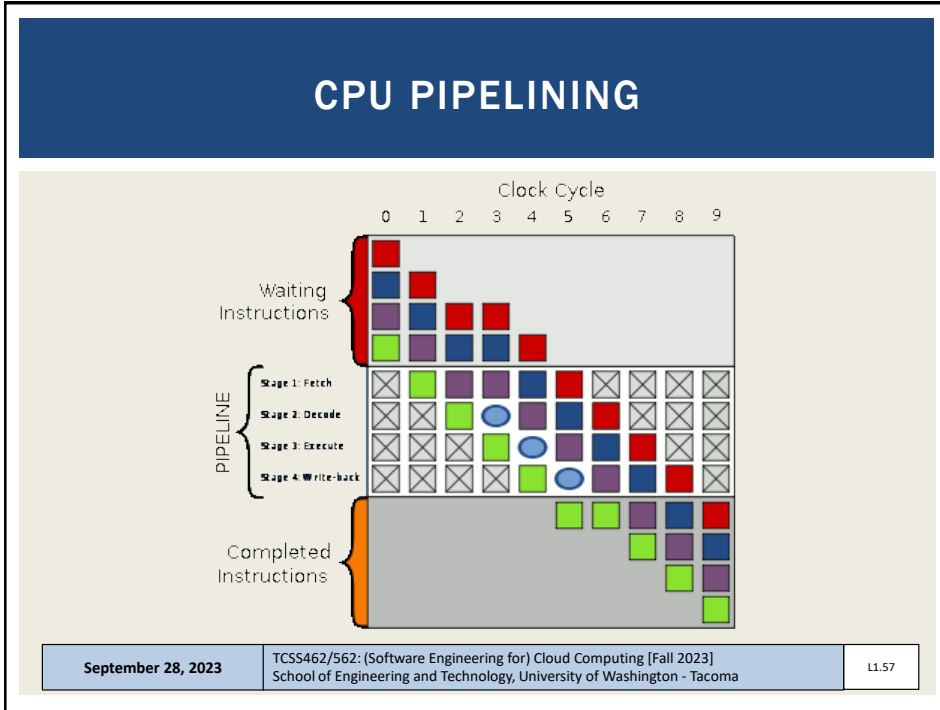 CPU PIPELINING
Clock Cycle
0 1 2 3 4 5 6 7 8 9
Waiting
Instructions
PIPELINE
Stage 1: Fetch
Stage 2: Decode
Stage 3: Execute
Stage 4: Write-back
Completed
Instructions
September 28, 2023
TCSS462/562: (Software Engineering for) Cloud Computing [Fall 2023]
School of Engineering and Technology, University of Washington - Tacoma
L1.57